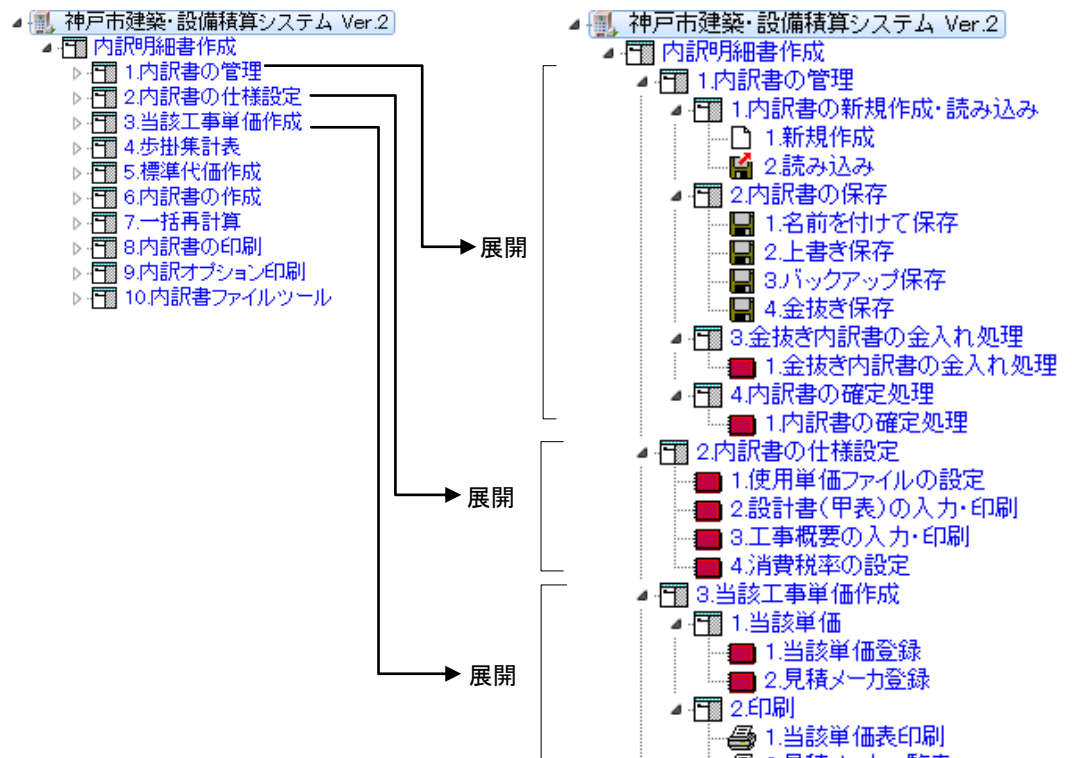 神戸市建築・設備積算システム Ver.2
内訳明細書作成
1.内訳書の管理
2.内訳書の仕様設定
3.当該工事単価作成
4.歩掛集計表
5.標準代価作成
6.内訳書の作成
7.一括再計算
8.内訳書の印刷
9.内訳オプション印刷
10.内訳書ファイルツール
展開
展開
展開
神戸市建築・設備積算システム Ver.2
内訳明細書作成
1.内訳書の管理
1.内訳書の新規作成・読み込み
1.新規作成
2.読み込み
2.内訳書の保存
1.名前を付けて保存
2.上書き保存
3.バックアップ保存
4.金抜き保存
3.金抜き内訳書の金入れ処理
1.金抜き内訳書の金入れ処理
4.内訳書の確定処理
1.内訳書の確定処理
2.内訳書の仕様設定
1.使用単価ファイルの設定
2.設計書(甲表)の入力・印刷
3.工事概要の入力・印刷
4.消費税率の設定
3.当該工事単価作成
1.当該単価
1.当該単価登録
2.見積メーカ登録
2.印刷
1.当該単価表印刷